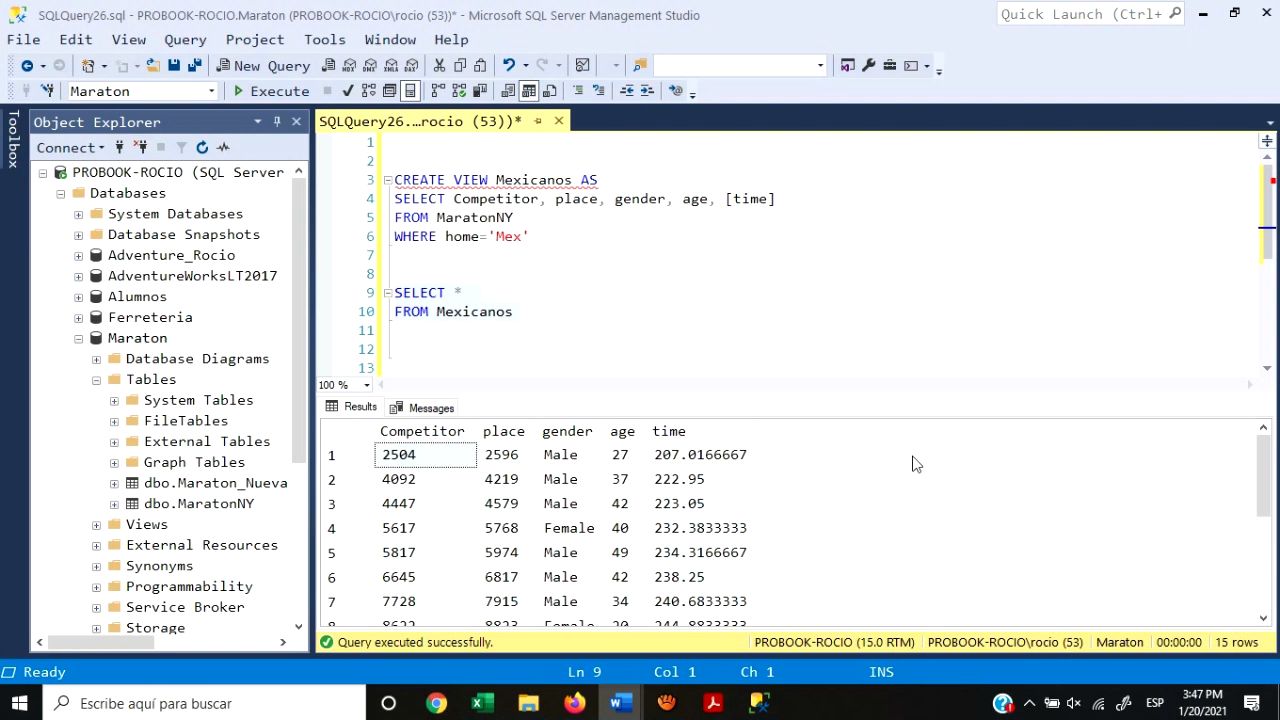 SQLQuery26.sql - PROBOOK-ROCIO.Maraton (PROBOOK-ROCIO\rocio (53))* - Microsoft SQL Server Management Studio
Quick Launch (Ctrl+
File Edit View Query Project Tools Window Help
New Query
Maraton Execute
Toolbox
Object Explorer
Connect
PROBOOK-ROCIO (SQL Server
Databases
System Databases
Database Snapshots
Adventure_Rocio
AdventureWorksLT2017
Alumnos
Ferreteria
Maraton
Database Diagrams
Tables
System Tables
FileTables
External Tables
Graph Tables
dbo.Maraton_Nueva
dbo.MaratonNY
Views
External Resources
Synonyms
Programmability
Service Broker
Storage
SQLQuery26....rocio (53))*
1
2
3 CREATE VIEW Mexicanos AS
4 SELECT Competitor, place, gender, age, [time]
5 FROM MaratonNY
6 WHERE home='Mex'
7
8
9 SELECT *
10 FROM Mexicanos
11
12
13
100 %
Results Messages
Competitor place gender age time
1 2504 2596 Male 27 207.0166667
2 4092 4219 Male 37 222.95
3 4447 4579 Male 42 223.05
4 5617 5768 Female 40 232.3833333
5 5817 5974 Male 49 234.3166667
6 6645 6817 Male 42 238.25
7 7728 7915 Male 34 240.6833333
8 8622 8823 Female 20 244.8833333
Query executed successfully. PROBOOK-ROCIO (15.0 RTM) PROBOOK-ROCIO\rocio (53) Maraton 00:00:00 15 rows
Ready Ln 9 Col 1 Ch 1 INS
Escribe aquí para buscar
ESP
3:47 PM
1/20/2021